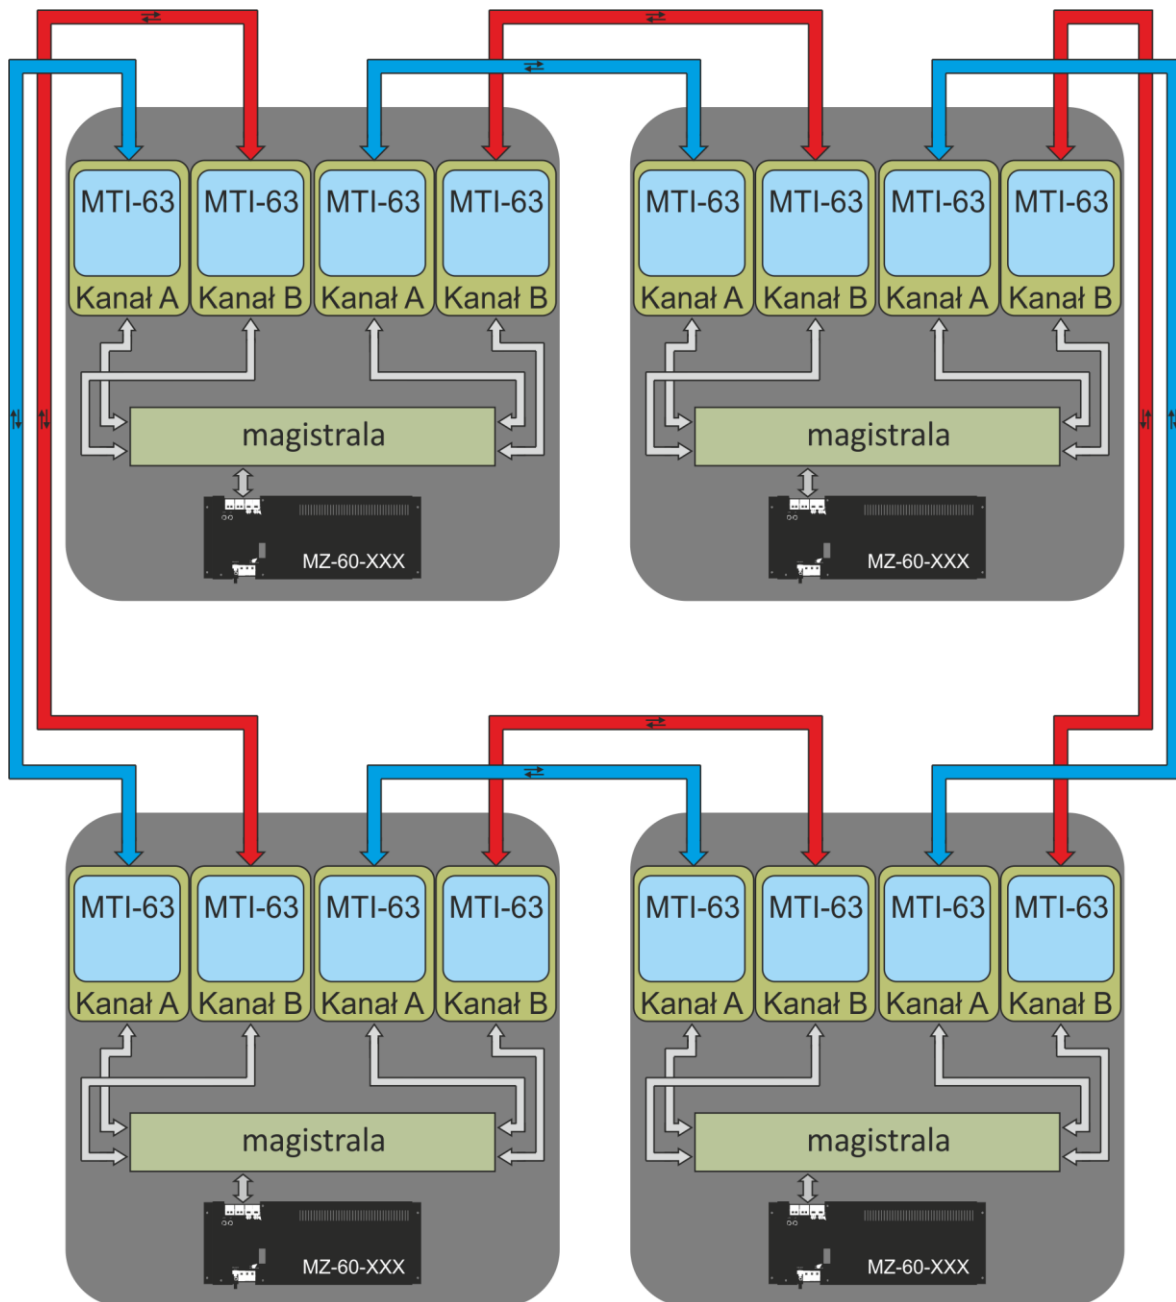 MTI-63 MTI-63 MTI-63 MTI-63 MTI-63 MTI-63 MTI-63 MTI-63
Kanał A Kanał B Kanał A Kanał B Kanał A Kanał B Kanał A Kanał B
magistrala magistrala
MZ-60-XXX MZ-60-XXX
MTI-63 MTI-63 MTI-63 MTI-63 MTI-63 MTI-63 MTI-63 MTI-63
Kanał A Kanał B Kanał A Kanał B Kanał A Kanał B Kanał A Kanał B
magistrala magistrala
MZ-60-XXX MZ-60-XXX